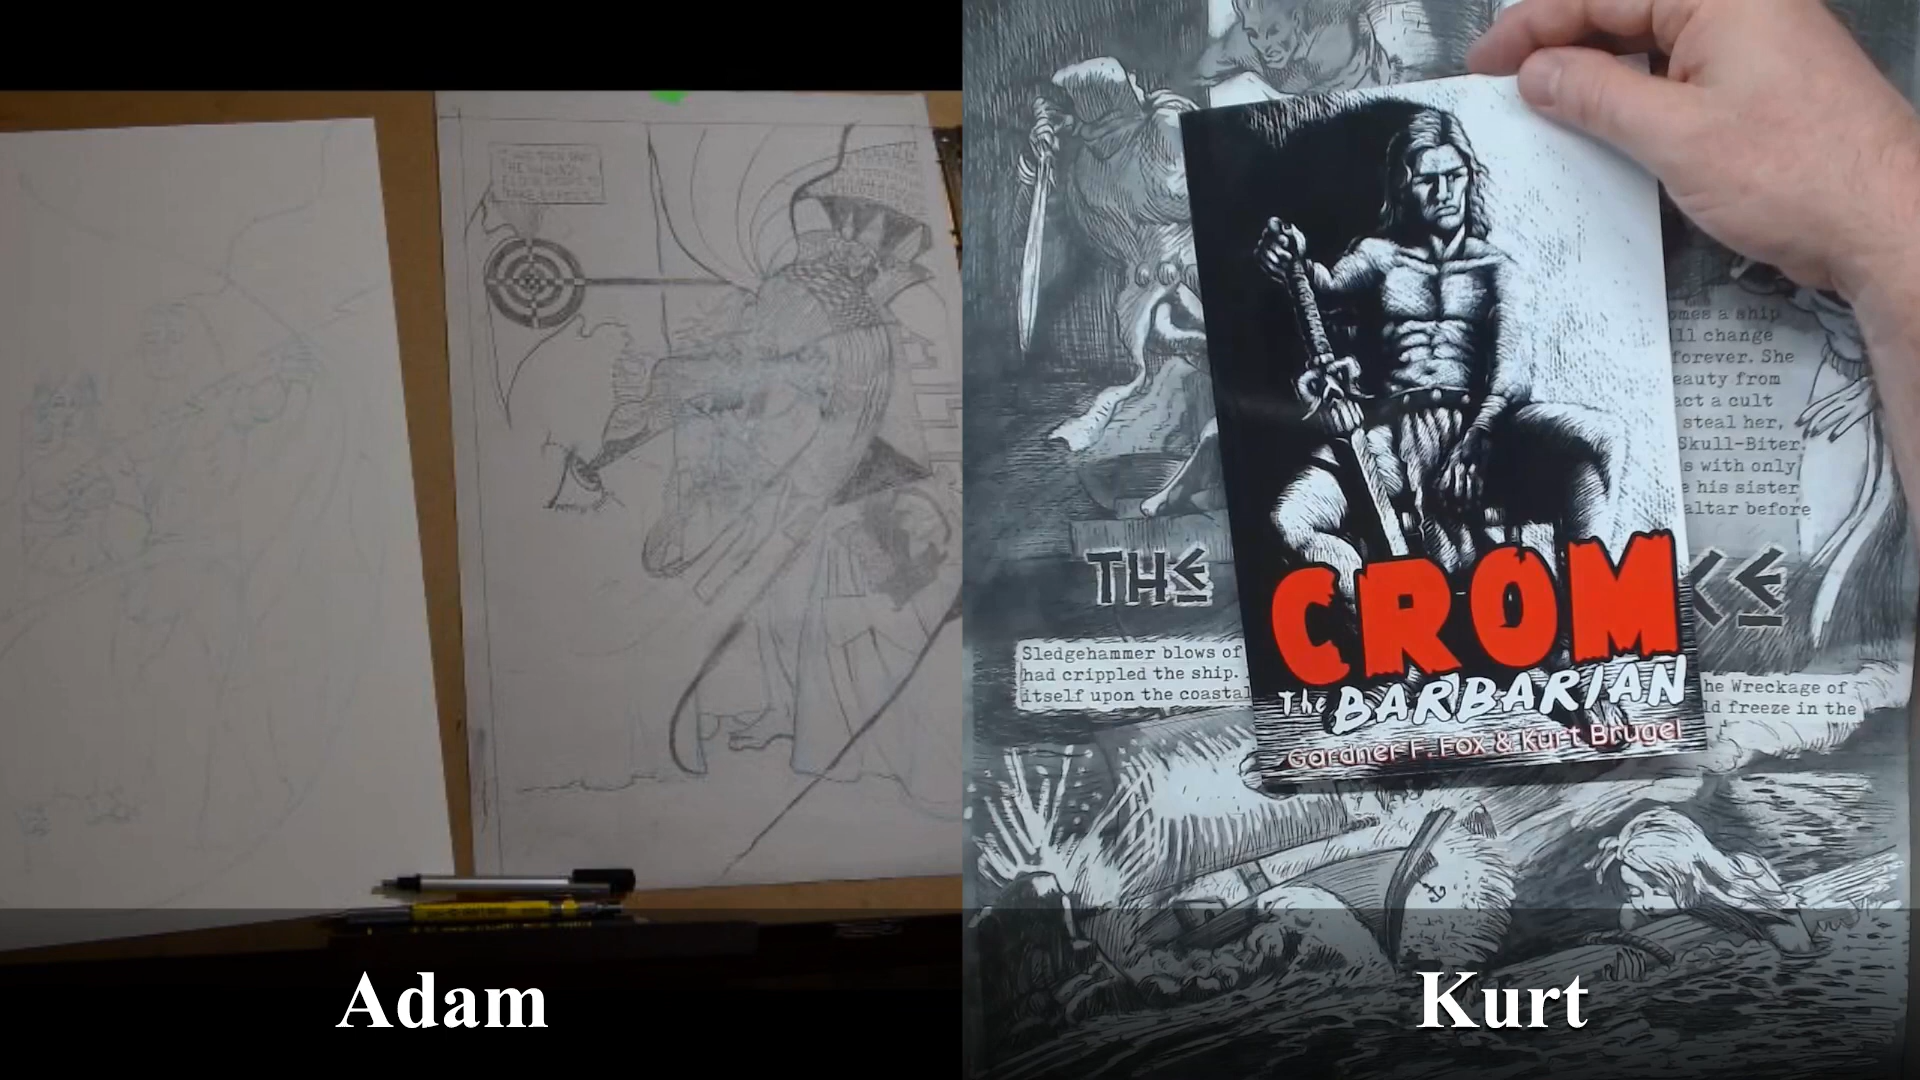 omes a ship
ll change
forever. She
eauty from
act a cult
steal her,
Skull-Biter.
s with only
e his sister
altar before
THE
KE
Sledgehammer blows of
had crippled the ship.
itself upon the coastal
he Wreckage of
ld freeze in the
CROM
The BARBARIAN
Gardner F. Fox & Kurt Brugel
Adam
Kurt